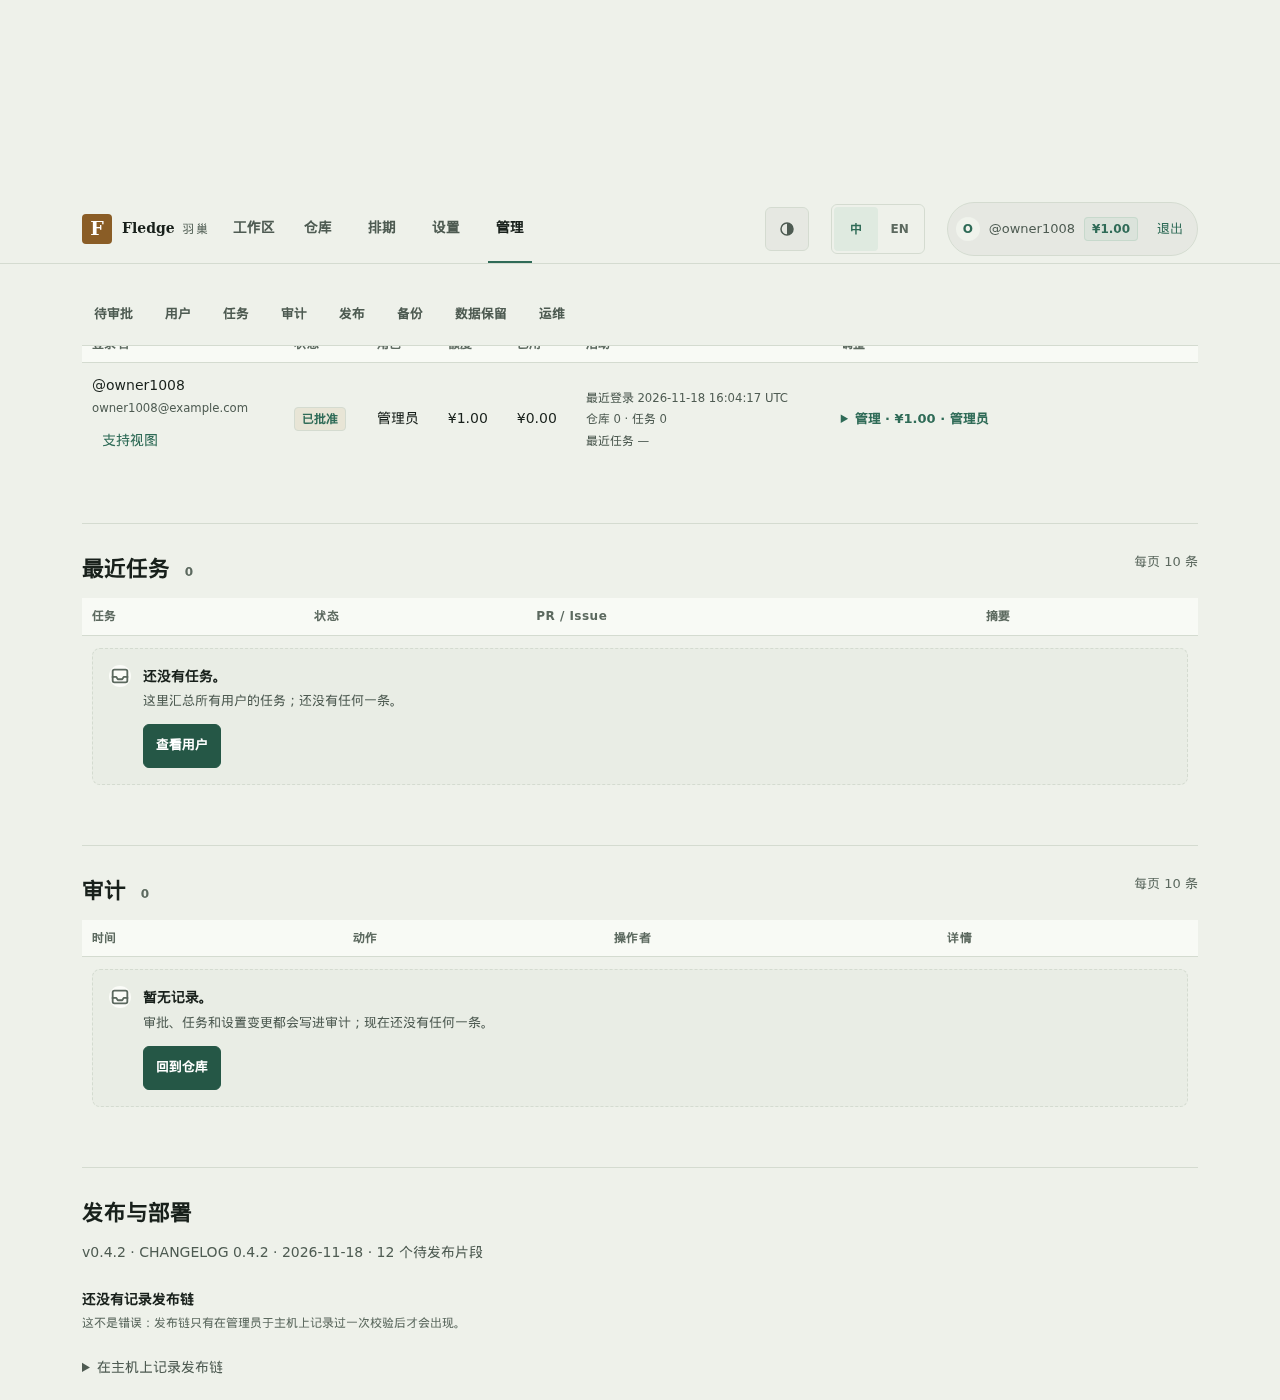 F Fledge 羽巢 工作区 仓库 排期 设置 管理 中 EN O @owner1008 ¥1.00 退出
待审批 用户 任务 审计 发布 备份 数据保留 运维
@owner1008
owner1008@example.com
支持视图
已批准 管理员 ¥1.00 ¥0.00
最近登录 2026-11-18 16:04:17 UTC
仓库 0 · 任务 0
最近任务 —
管理 · ¥1.00 · 管理员
最近任务 0 每页 10 条
任务 状态 PR / Issue 摘要
还没有任务。
这里汇总所有用户的任务；还没有任何一条。
查看用户
审计 0 每页 10 条
时间 动作 操作者 详情
暂无记录。
审批、任务和设置变更都会写进审计；现在还没有任何一条。
回到仓库
发布与部署
v0.4.2 · CHANGELOG 0.4.2 · 2026-11-18 · 12 个待发布片段
还没有记录发布链
这不是错误：发布链只有在管理员于主机上记录过一次校验后才会出现。
在主机上记录发布链